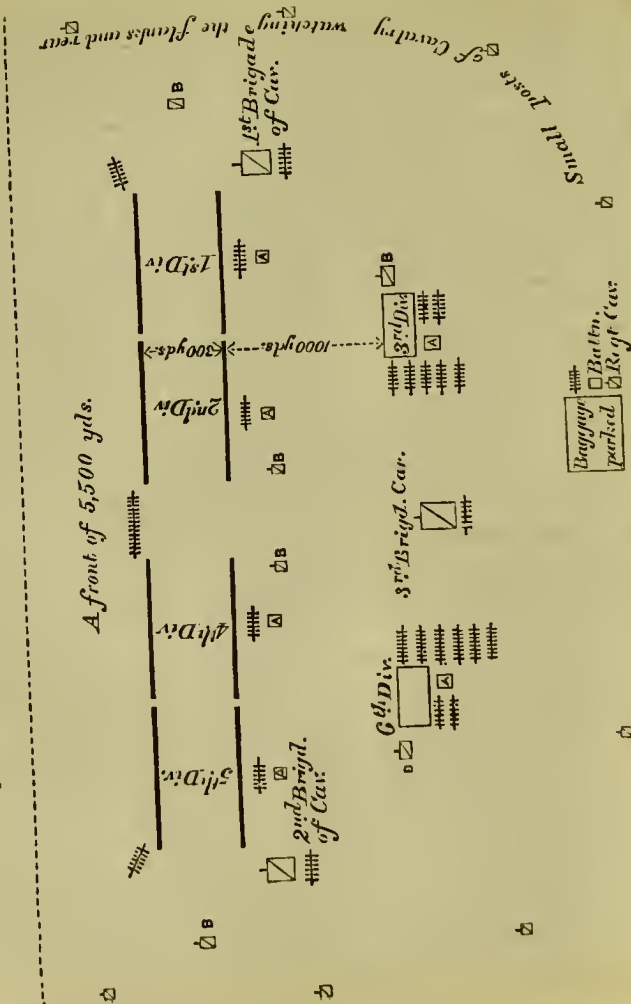 Small posts of Cavalry watching the flanks and rear
A front of 5,500 yds.
B
1st Brigade
of Cav.
1st Div
2nd Div
4th Div
5th Div.
300 yds.
1000 yds.
A
A
A
A
B
B
B
2nd Brigd.
of Cav.
B
3rd Div.
A
3rd Brigd. Car.
6th Div.
A
B
Baggage
parked
Battn.
Regt Cav.